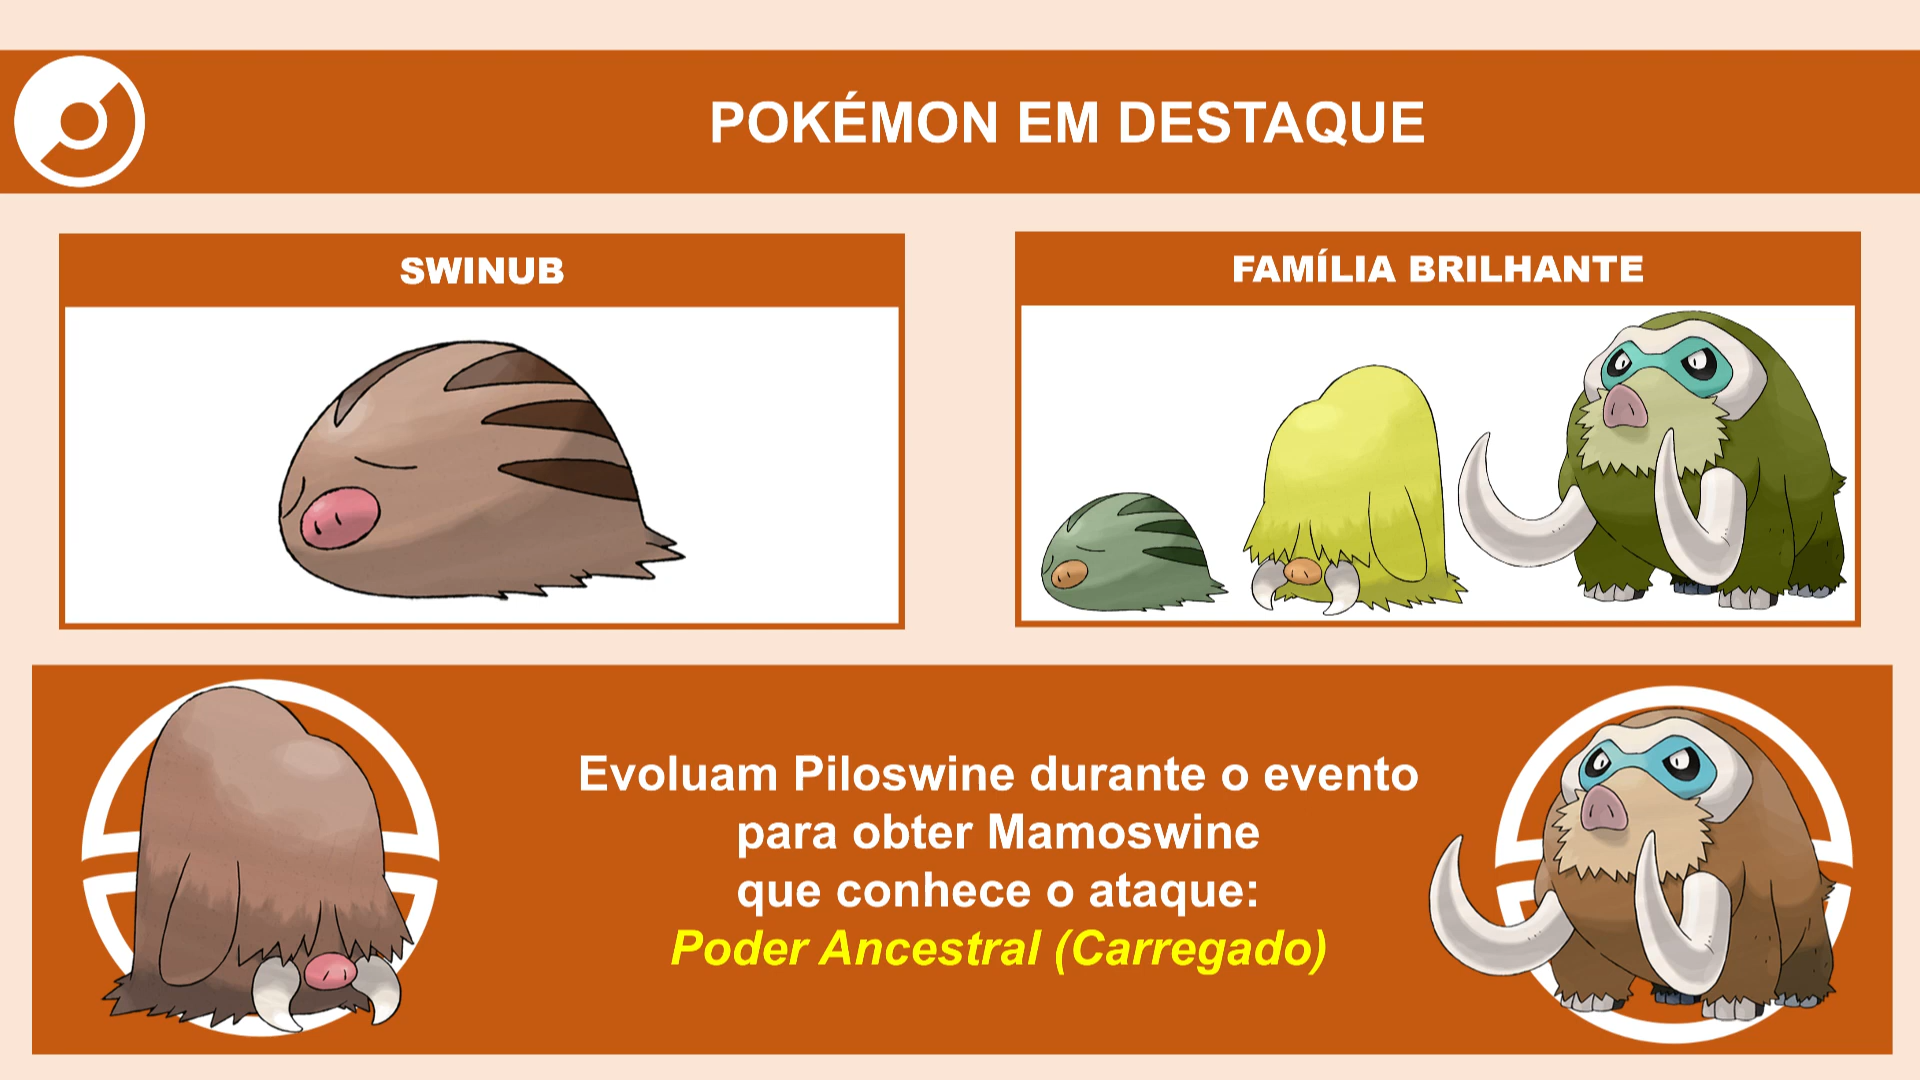 POKÉMON EM DESTAQUE
SWINUB
FAMÍLIA BRILHANTE
Evoluam Piloswine durante o evento
para obter Mamoswine
que conhece o ataque:
Poder Ancestral (Carregado)